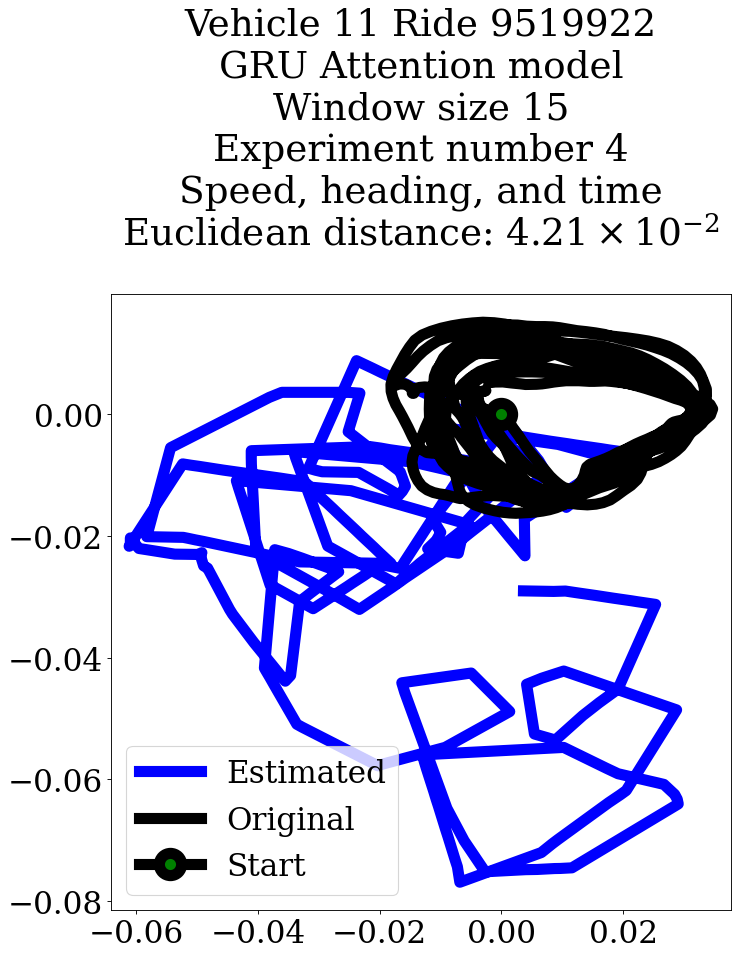 Vehicle 11 Ride 9519922
GRU Attention model
Window size 15
Experiment number 4
Speed, heading, and time
Euclidean distance: 4.21 × 10⁻²
0.00
−0.02
−0.04
−0.06
−0.08
Estimated
Original
Start
−0.06 −0.04 −0.02 0.00 0.02